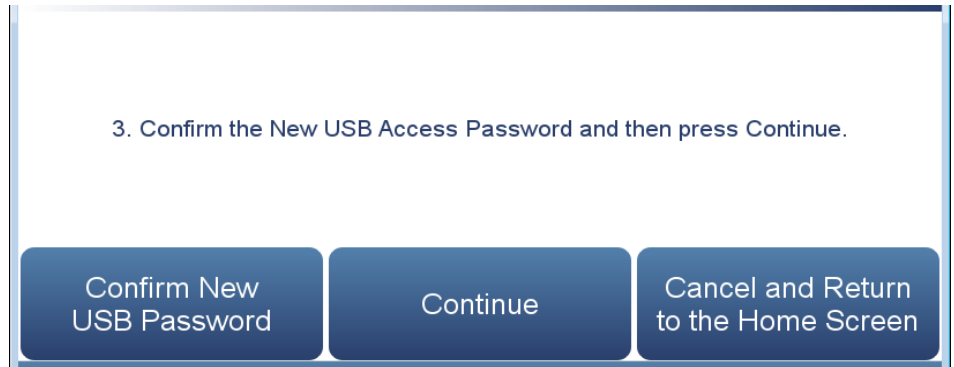 3. Confirm the New USB Access Password and then press Continue.
Confirm New
USB Password
Continue
Cancel and Return
to the Home Screen